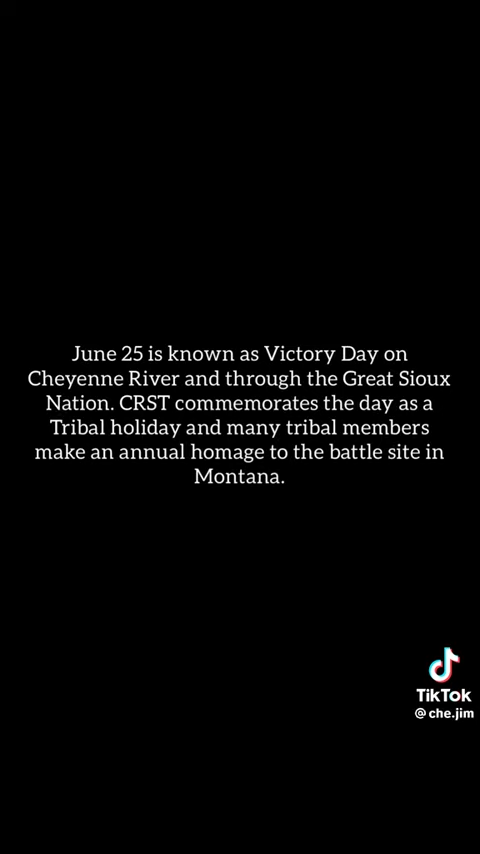 June 25 is known as Victory Day on
Cheyenne River and through the Great Sioux
Nation. CRST commemorates the day as a
Tribal holiday and many tribal members
make an annual homage to the battle site in
Montana.
TikTok
@ che.jim